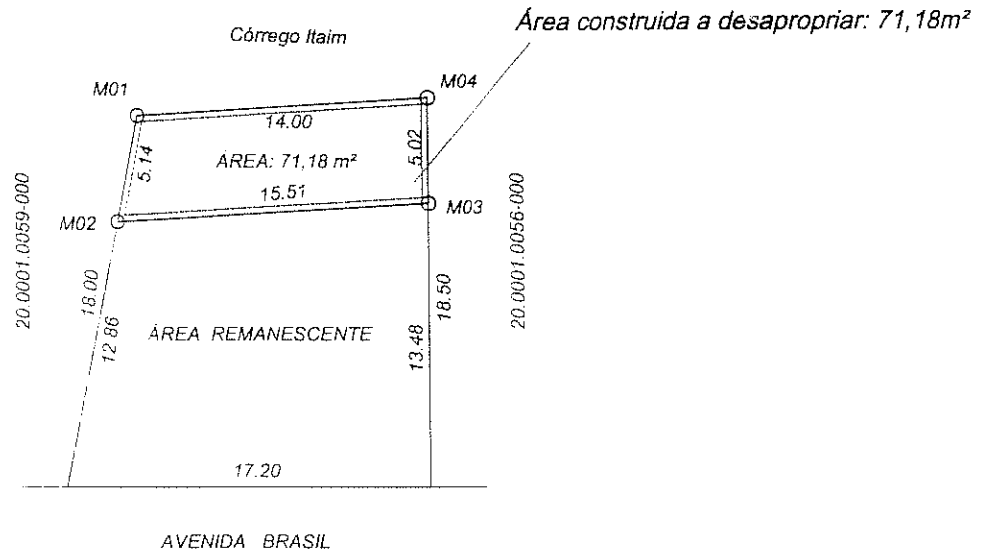 Área construida a desapropriar: 71,18m²
Córrego Itaim
M01
M04
14.00
5.14
5.02
ÁREA: 71,18 m²
15.51
M02
M03
20.0001.0059-000
20.0001.0056-000
18.00
12.86
ÁREA REMANESCENTE
18.50
13.48
17.20
AVENIDA BRASIL